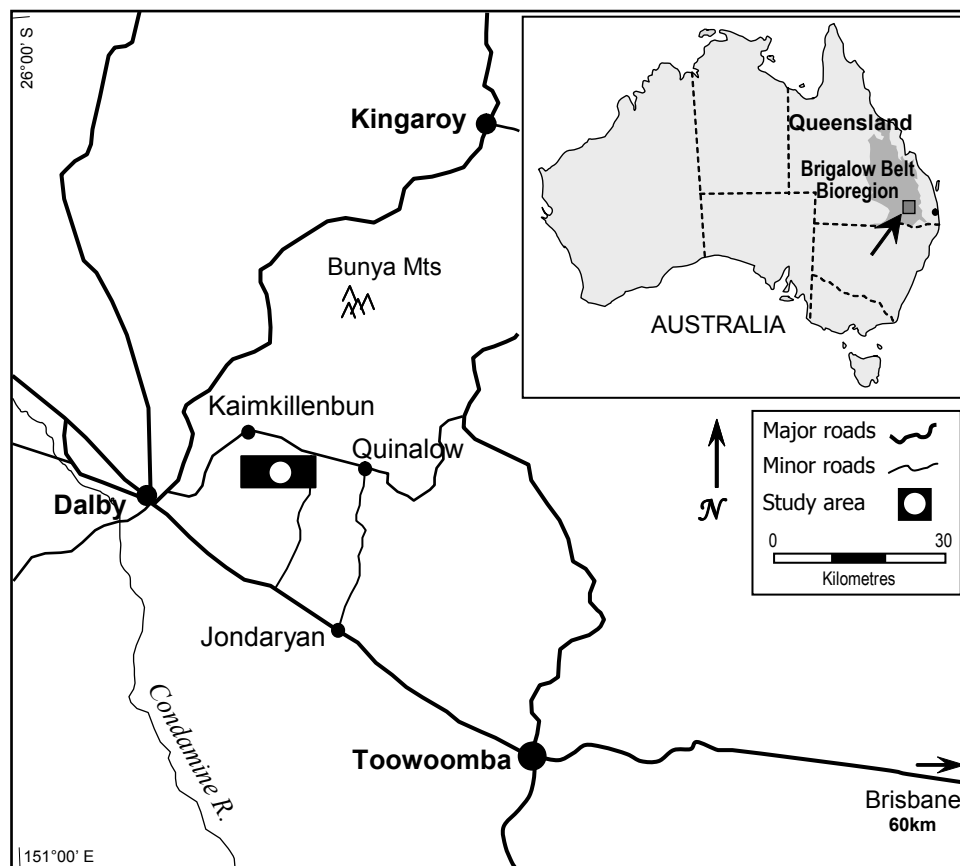 26°00' S
Kingaroy
Bunya Mts
Kaimkillenbun
Quinalow
Dalby
Jondaryan
Condamine R.
Toowoomba
Brisbane
60km
151°00' E
Queensland
Brigalow Belt
Bioregion
AUSTRALIA
N
Major roads
Minor roads
Study area
0 30
Kilometres